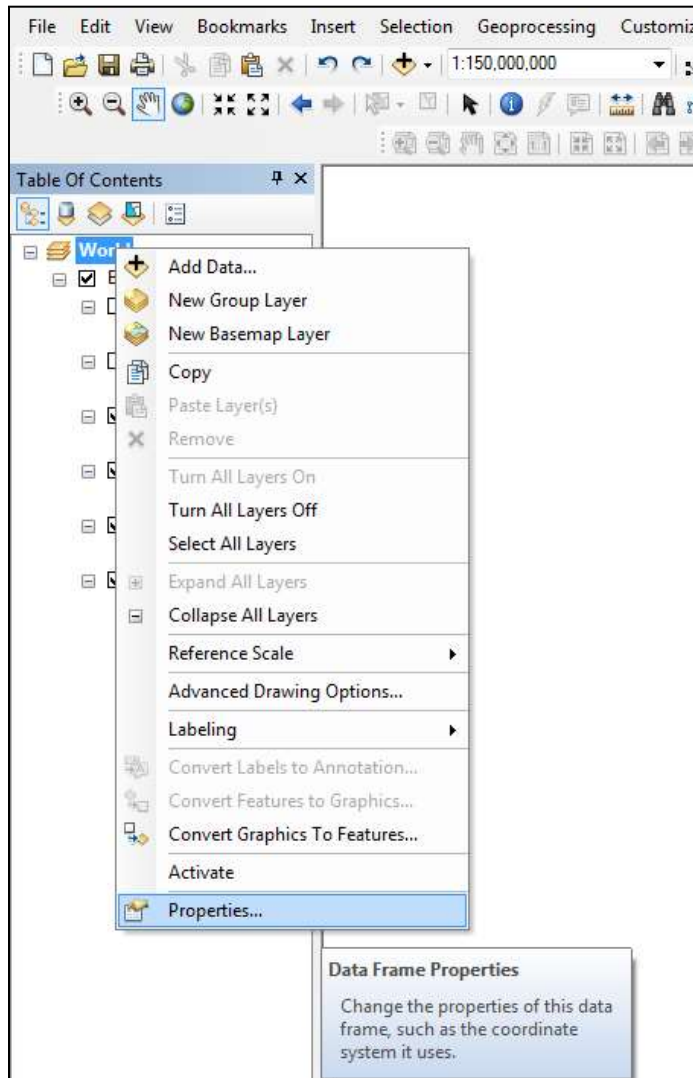 File Edit View Bookmarks Insert Selection Geoprocessing
1:150,000,000
Table Of Contents
Add Data...
New Group Layer
New Basemap Layer
Copy
Paste Layer(s)
Remove
Turn All Layers On
Turn All Layers Off
Select All Layers
Expand All Layers
Collapse All Layers
Reference Scale
Advanced Drawing Options...
Labeling
Convert Labels to Annotation...
Convert Features to Graphics...
Convert Graphics To Features...
Activate
Properties...
Data Frame Properties
Change the properties of this data
frame, such as the coordinate
system it uses.